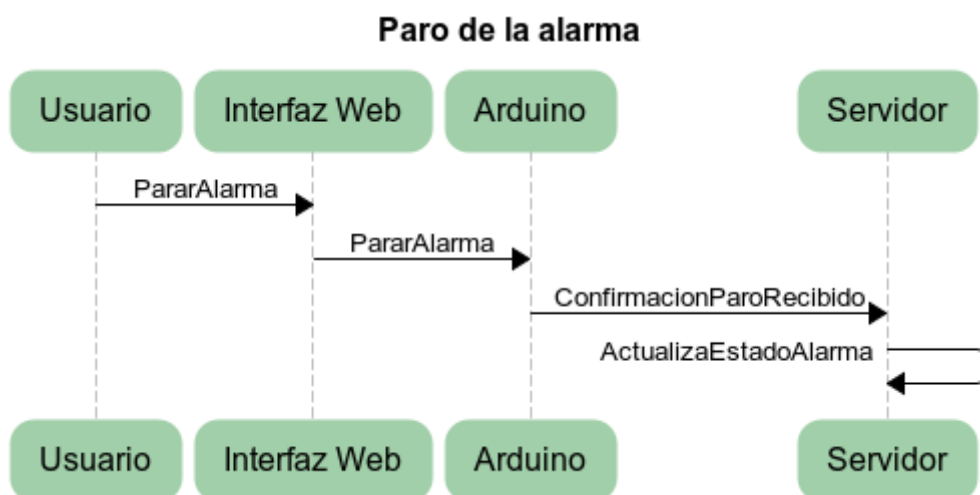 Paro de la alarma
Usuario Interfaz Web Arduino Servidor
PararAlarma
PararAlarma
ConfirmacionParoRecibido
ActualizaEstadoAlarma
Usuario Interfaz Web Arduino Servidor